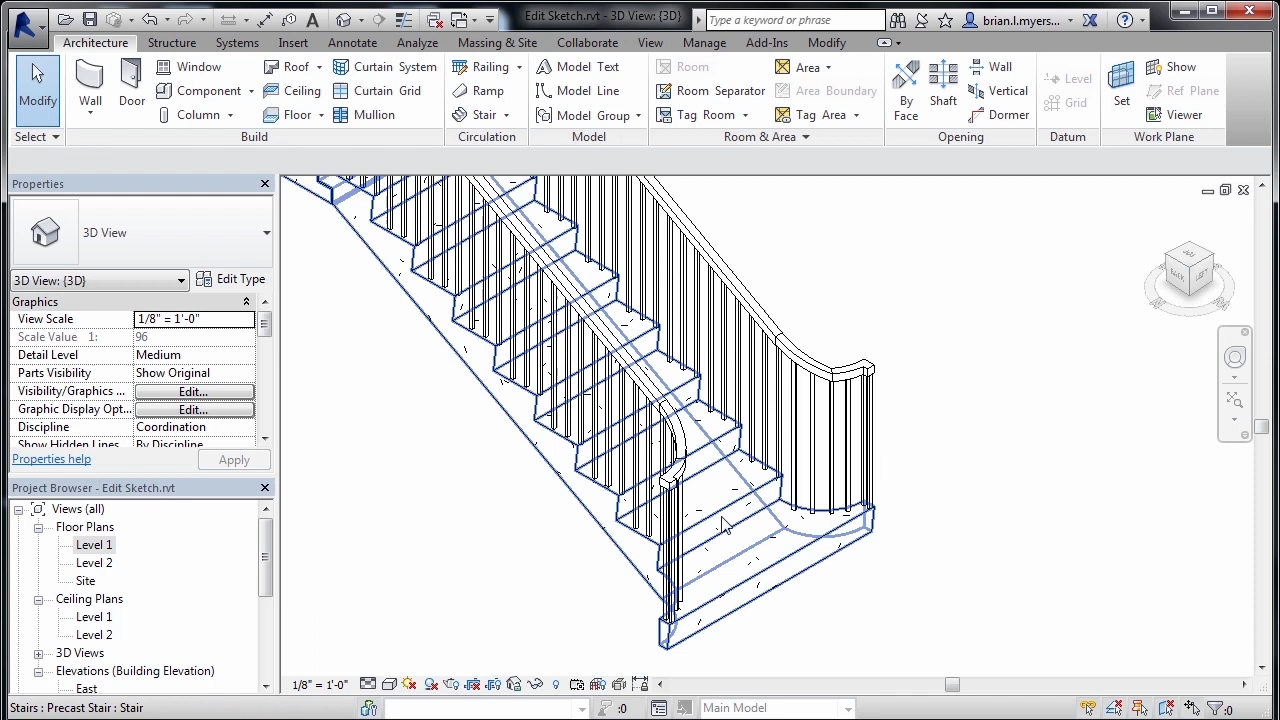 Edit Sketch.rvt - 3D View: {3D}
Type a keyword or phrase
brian.l.myers...
Architecture Structure Systems Insert Annotate Analyze Massing & Site Collaborate View Manage Add-Ins Modify
Modify
Wall
Door
Window
Component
Column
Roof
Ceiling
Floor
Curtain System
Curtain Grid
Mullion
Railing
Ramp
Stair
Model Text
Model Line
Model Group
Room
Room Separator
Tag Room
Area
Area Boundary
Tag Area
By
Face
Shaft
Wall
Vertical
Dormer
Level
Grid
Set
Show
Ref Plane
Viewer
Select Build Circulation Model Room & Area Opening Datum Work Plane
Properties
3D View
3D View: {3D}
Edit Type
Graphics
View Scale 1/8" = 1'-0"
Scale Value 1: 96
Detail Level Medium
Parts Visibility Show Original
Visibility/Graphics ... Edit...
Graphic Display Opt... Edit...
Discipline Coordination
Show Hidden Lines By Discipline
Properties help
Apply
Project Browser - Edit Sketch.rvt
Views (all)
Floor Plans
Level 1
Level 2
Site
Ceiling Plans
Level 1
Level 2
3D Views
Elevations (Building Elevation)
East
BACK
LEFT
1/8" = 1'-0"
Stairs : Precast Stair : Stair
:0
Main Model
:0